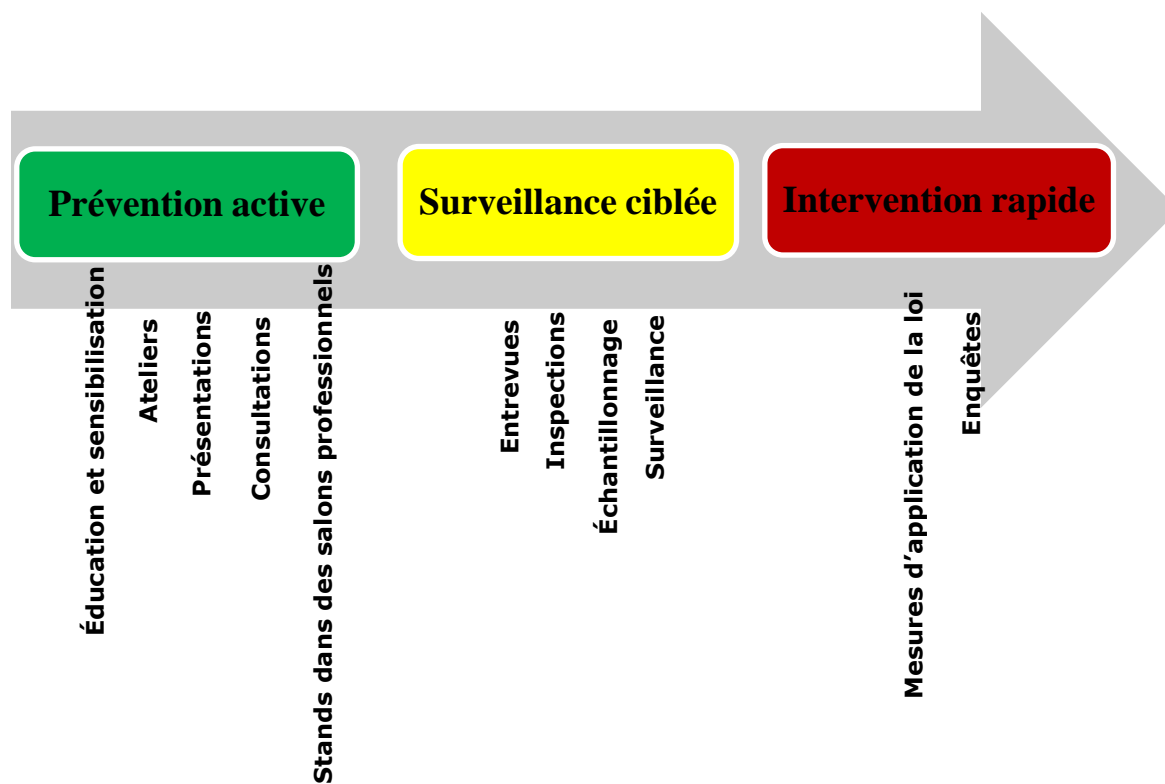 Prévention active
Surveillance ciblée
Intervention rapide
Éducation et sensibilisation
Ateliers
Présentations
Consultations
Stands dans des salons professionnels
Entrevues
Inspections
Échantillonnage
Surveillance
Mesures d’application de la loi
Enquêtes